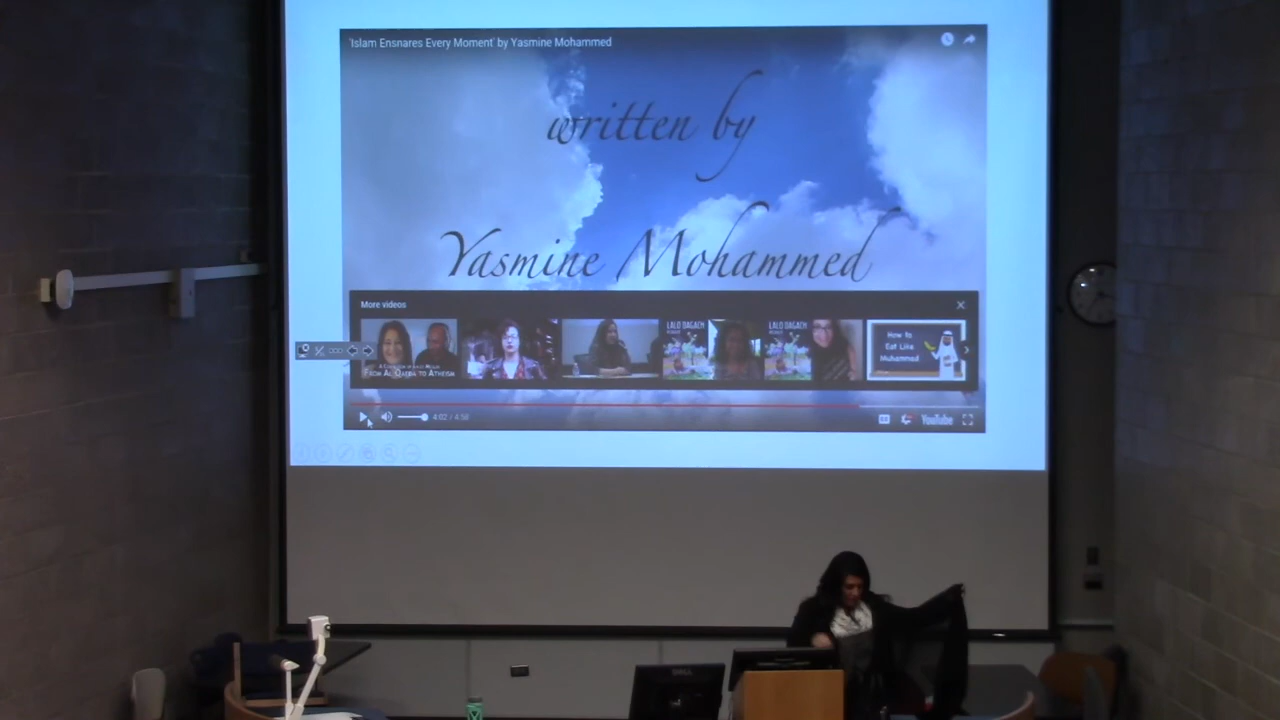 'Islam Ensnares Every Moment' by Yasmine Mohammed
written by
Yasmine Mohammed
More videos
LALO DAGACH
LALO DAGACH
How to
Eat Like
Muhammad
FROM AL QAEDA TO ATHEISM
4:02 / 4:58
YouTube
DELL